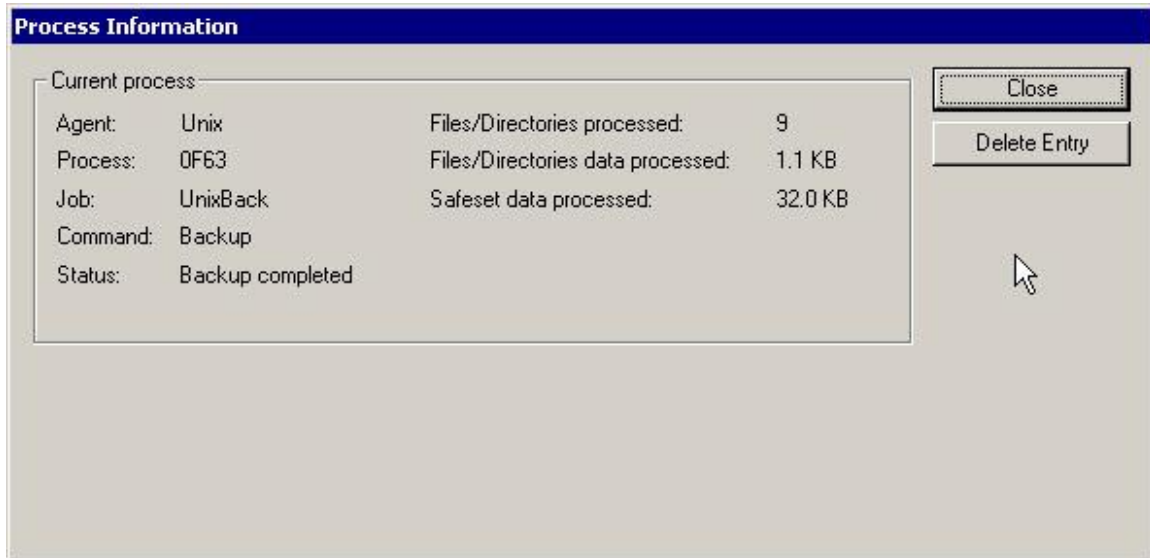 Process Information
Current process
Agent: Unix Files/Directories processed: 9
Process: 0F63 Files/Directories data processed: 1.1 KB
Job: UnixBack Safeset data processed: 32.0 KB
Command: Backup
Status: Backup completed
Close
Delete Entry